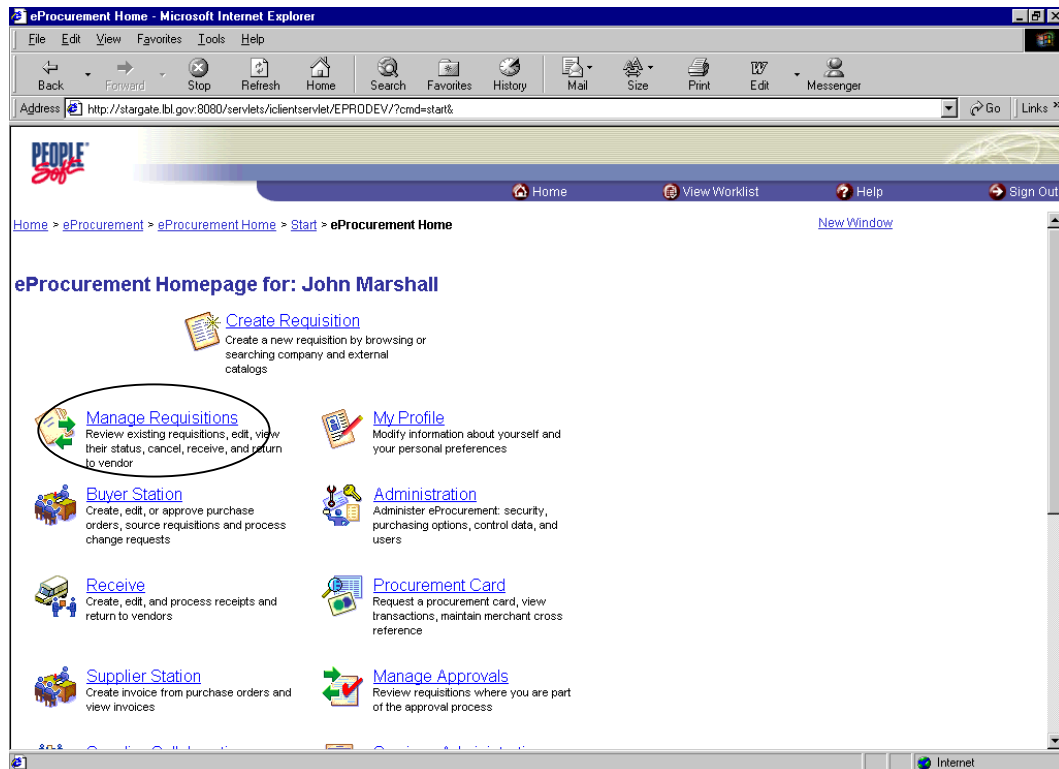 eProcurement Home - Microsoft Internet Explorer
File Edit View Favorites Tools Help
Back Forward Stop Refresh Home Search Favorites History Mail Size Print Edit Messenger
Address http://stargate.lbl.gov:8080/servlets/iclientservlet/EPRODEV/?cmd=start& Go Links »
PEOPLE Soft
Home View Worklist Help Sign Out
Home > eProcurement > eProcurement Home > Start > eProcurement Home New Window
eProcurement Homepage for: John Marshall
Create Requisition
Create a new requisition by browsing or
searching company and external
catalogs
Manage Requisitions
Review existing requisitions, edit, view
their status, cancel, receive, and return
to vendor
My Profile
Modify information about yourself and
your personal preferences
Buyer Station
Create, edit, or approve purchase
orders, source requisitions and process
change requests
Administration
Administer eProcurement: security,
purchasing options, control data, and
users
Receive
Create, edit, and process receipts and
return to vendors
Procurement Card
Request a procurement card, view
transactions, maintain merchant cross
reference
Supplier Station
Create invoice from purchase orders and
view invoices
Manage Approvals
Review requisitions where you are part
of the approval process
Internet